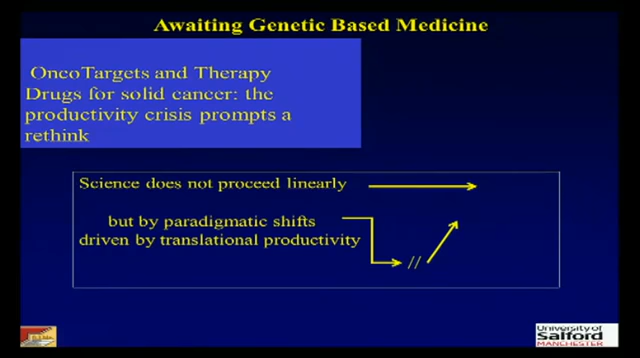 Awaiting Genetic Based Medicine
OncoTargets and Therapy
Drugs for solid cancer: the
productivity crisis prompts a
rethink
Science does not proceed linearly
but by paradigmatic shifts
driven by translational productivity
//
University of
Salford
MANCHESTER